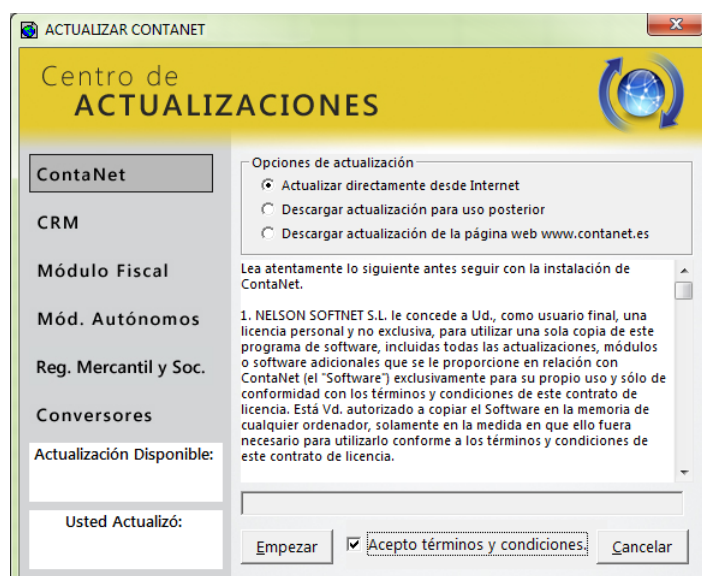 ACTUALIZAR CONTANET
Centro de
ACTUALIZACIONES
ContaNet
CRM
Módulo Fiscal
Mód. Autónomos
Reg. Mercantil y Soc.
Conversores
Actualización Disponible:
Usted Actualizó:
Opciones de actualización
Actualizar directamente desde Internet
Descargar actualización para uso posterior
Descargar actualización de la página web www.contanet.es
Lea atentamente lo siguiente antes seguir con la instalación de
ContaNet.
1. NELSON SOFTNET S.L. le concede a Ud., como usuario final, una
licencia personal y no exclusiva, para utilizar una sola copia de este
programa de software, incluidas todas las actualizaciones, módulos
o software adicionales que se le proporcione en relación con
ContaNet (el "Software") exclusivamente para su propio uso y sólo de
conformidad con los términos y condiciones de este contrato de
licencia. Está Vd. autorizado a copiar el Software en la memoria de
cualquier ordenador, solamente en la medida en que ello fuera
necesario para utilizarlo conforme a los términos y condiciones de
este contrato de licencia.
Empezar
Acepto términos y condiciones.
Cancelar